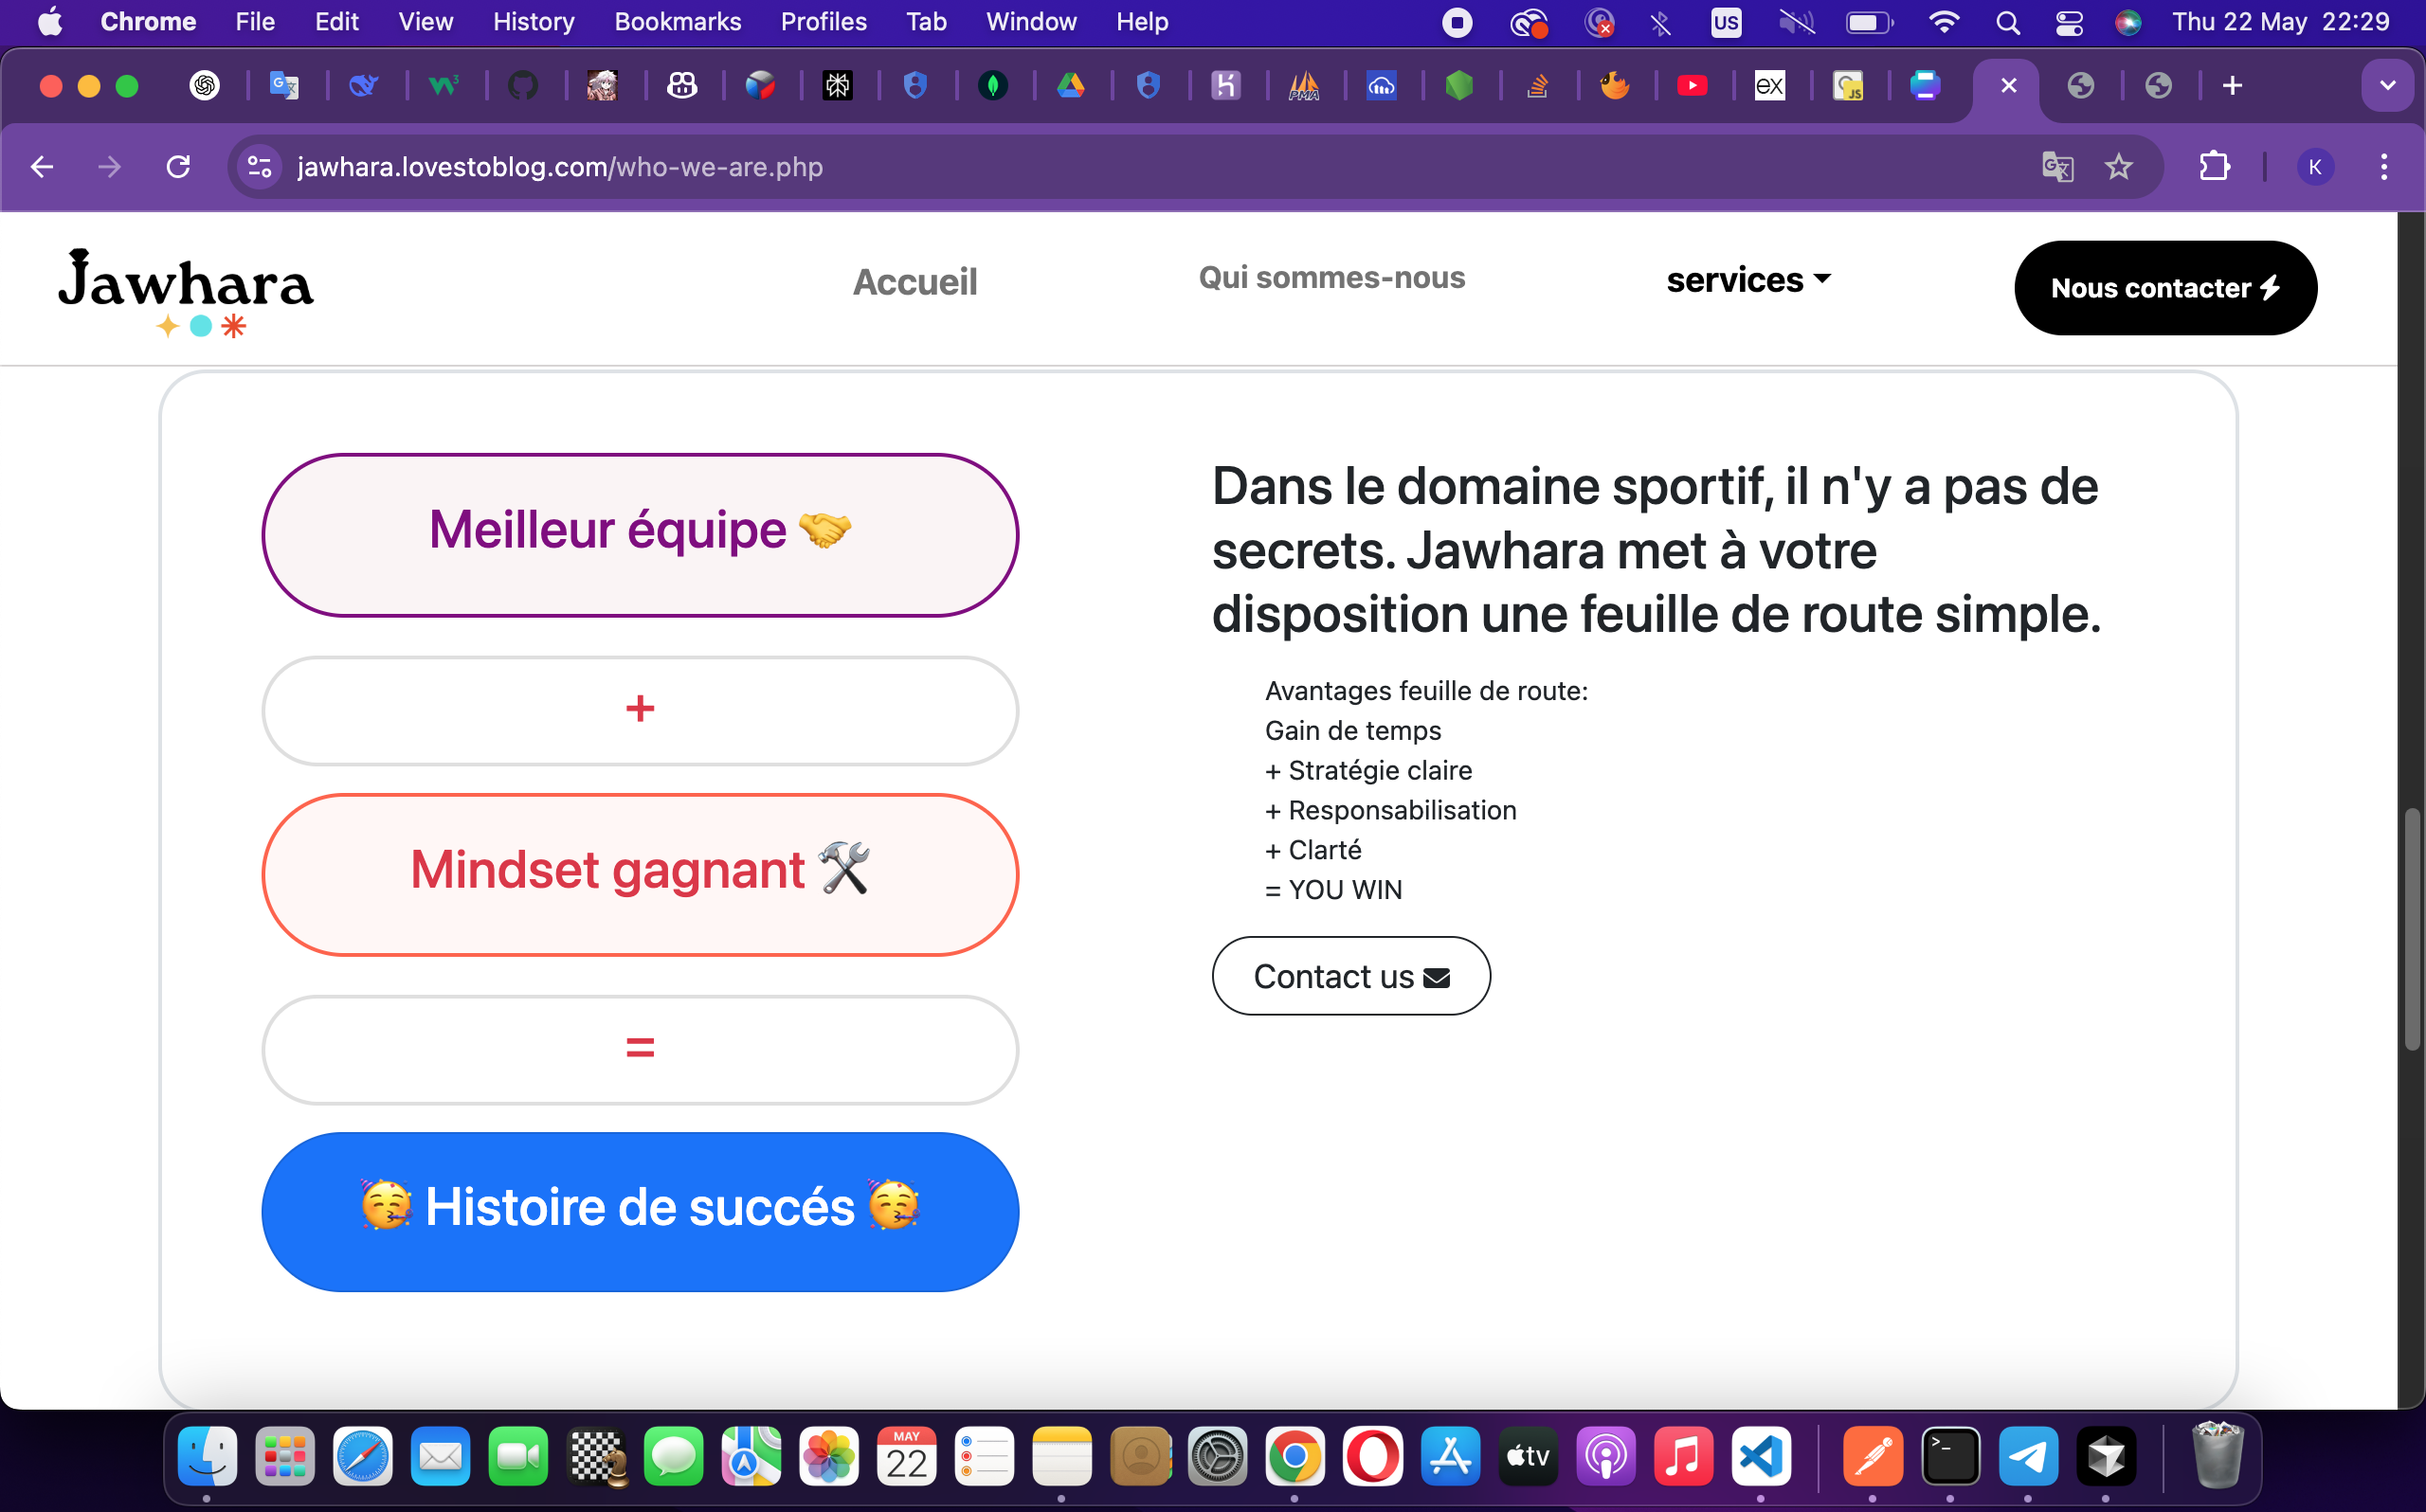 Chrome File Edit View History Bookmarks Profiles Tab Window Help US Thu 22 May 22:29
jawhara.lovestoblog.com/who-we-are.php K
Jawhara
Accueil Qui sommes-nous services Nous contacter
Meilleur équipe
+
Mindset gagnant
=
Histoire de succés
Dans le domaine sportif, il n'y a pas de
secrets. Jawhara met à votre
disposition une feuille de route simple.
Avantages feuille de route:
Gain de temps
+ Stratégie claire
+ Responsabilisation
+ Clarté
= YOU WIN
Contact us
MAY
22
tv